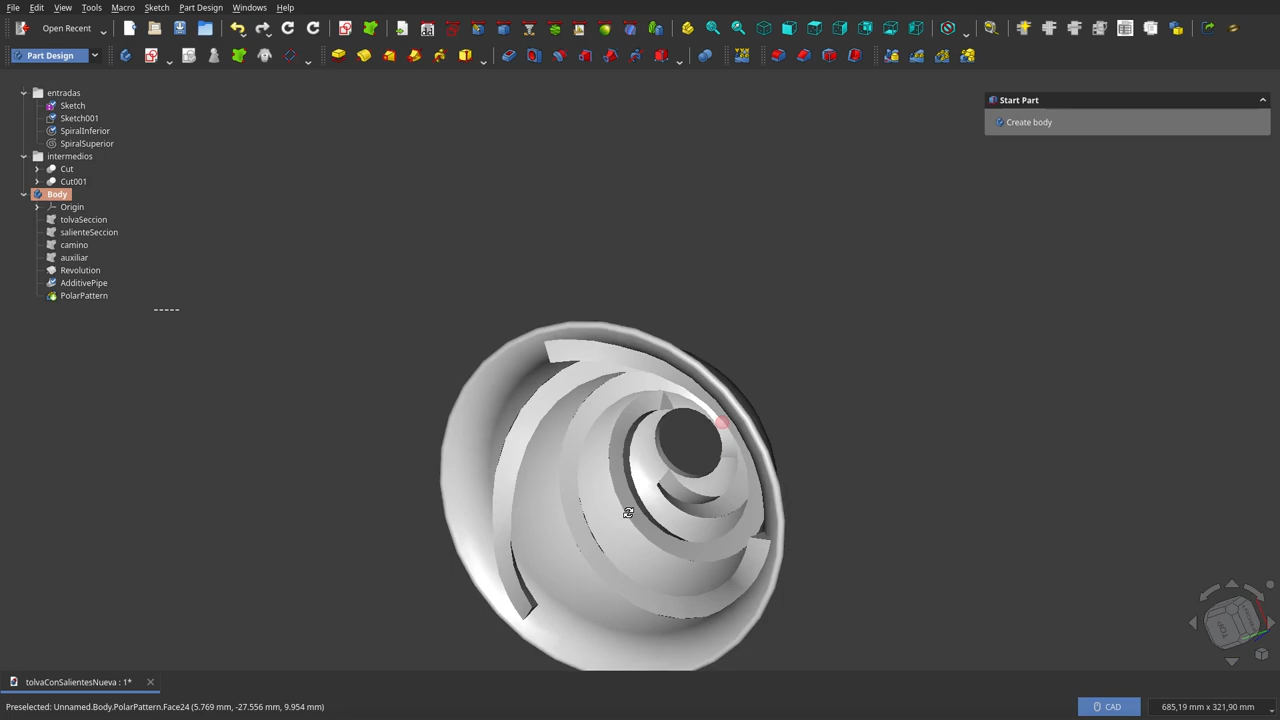 File Edit View Tools Macro Sketch Part Design Windows Help
Open Recent
Part Design
entradas
Sketch
Sketch001
SpiralInferior
SpiralSuperior
intermedios
Cut
Cut001
Body
Origin
tolvaSeccion
salienteSeccion
camino
auxiliar
Revolution
AdditivePipe
PolarPattern
Start Part
Create body
TOP
tolvaConSalientesNueva : 1*
Preselected: Unnamed.Body.PolarPattern.Face24 (5.769 mm, -27.556 mm, 9.954 mm)
CAD
685,19 mm x 321,90 mm